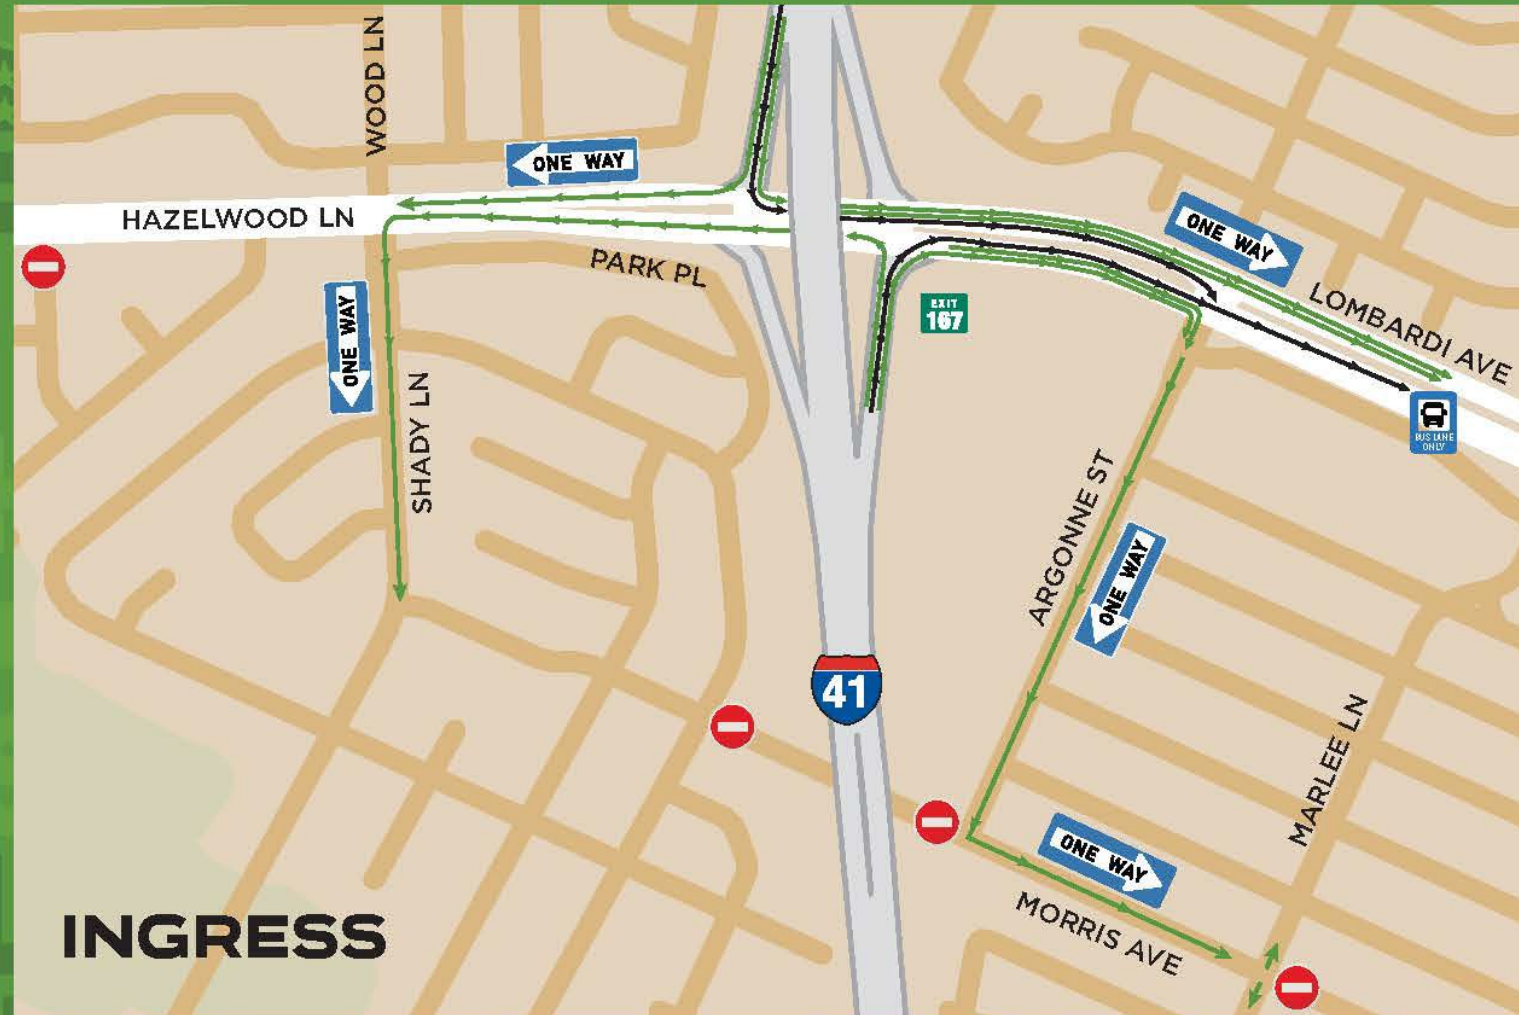 WOOD LN
ONE WAY
HAZELWOOD LN
ONE WAY
PARK PL
LOMBARDI AVE
EXIT
167
ONE WAY
SHADY LN
BUS LANE
ONLY
ARGONNE ST
ONE WAY
41
MARLEE LN
ONE WAY
MORRIS AVE
INGRESS